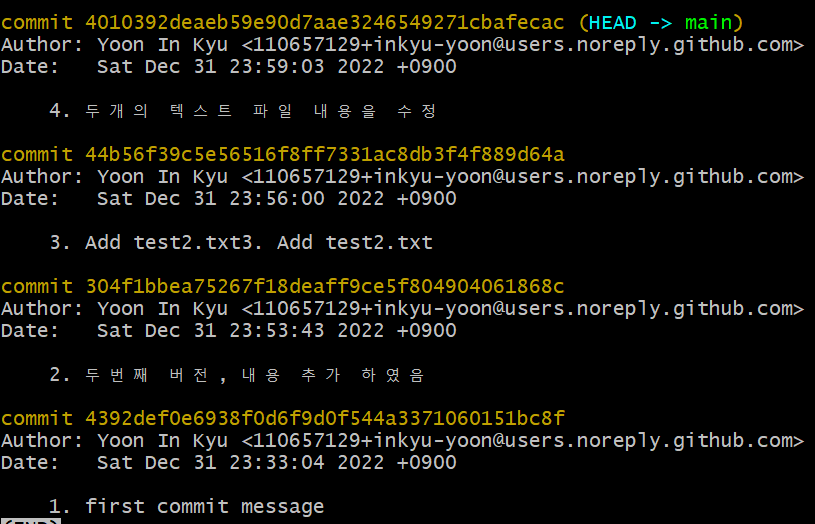 commit 4010392deaeb59e90d7aae3246549271cbafecac (HEAD -> main)
Author: Yoon In Kyu <110657129+inkyu-yoon@users.noreply.github.com>
Date:   Sat Dec 31 23:59:03 2022 +0900
4. 두개의 텍스트 파일 내용을 수정
commit 44b56f39c5e56516f8ff7331ac8db3f4f889d64a
Author: Yoon In Kyu <110657129+inkyu-yoon@users.noreply.github.com>
Date:   Sat Dec 31 23:56:00 2022 +0900
3. Add test2.txt3. Add test2.txt
commit 304f1bbea75267f18deaff9ce5f804904061868c
Author: Yoon In Kyu <110657129+inkyu-yoon@users.noreply.github.com>
Date:   Sat Dec 31 23:53:43 2022 +0900
2. 두번째 버전,내용 추가 하였음
commit 4392def0e6938f0d6f9d0f544a3371060151bc8f
Author: Yoon In Kyu <110657129+inkyu-yoon@users.noreply.github.com>
Date:   Sat Dec 31 23:33:04 2022 +0900
1. first commit message